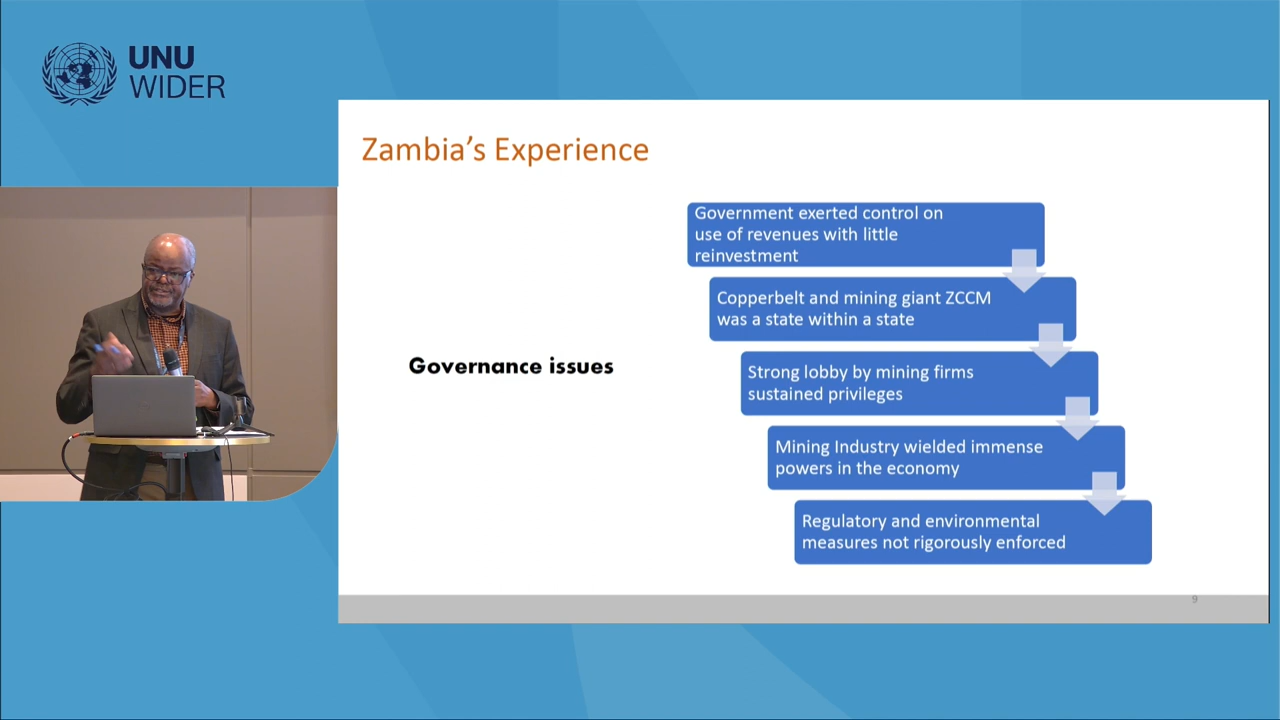 UNU
WIDER
Zambia's Experience
Governance issues
Government exerted control on
use of revenues with little
reinvestment
Copperbelt and mining giant ZCCM
was a state within a state
Strong lobby by mining firms
sustained privileges
Mining Industry wielded immense
powers in the economy
Regulatory and environmental
measures not rigorously enforced
9